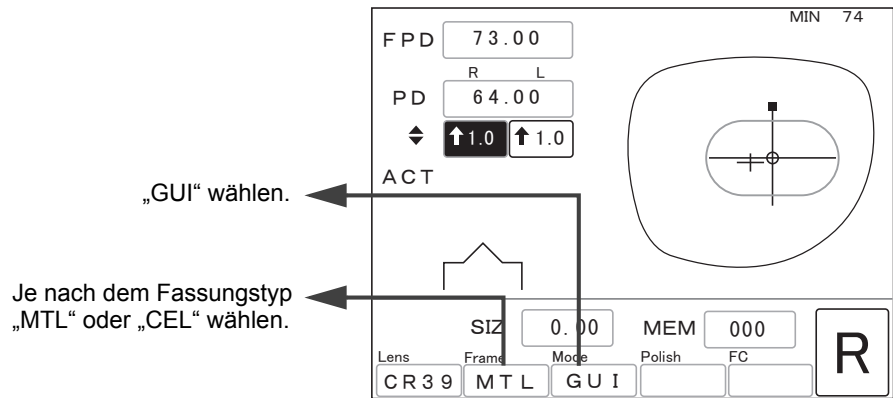 MIN 74
FPD 73.00
R L
PD 64.00
1.0 1.0
ACT
„GUI“ wählen.
Je nach dem Fassungstyp
„MTL“ oder „CEL“ wählen.
SIZ 0.00 MEM 000
Lens Frame Mode Polish FC
CR39 MTL GUI
R